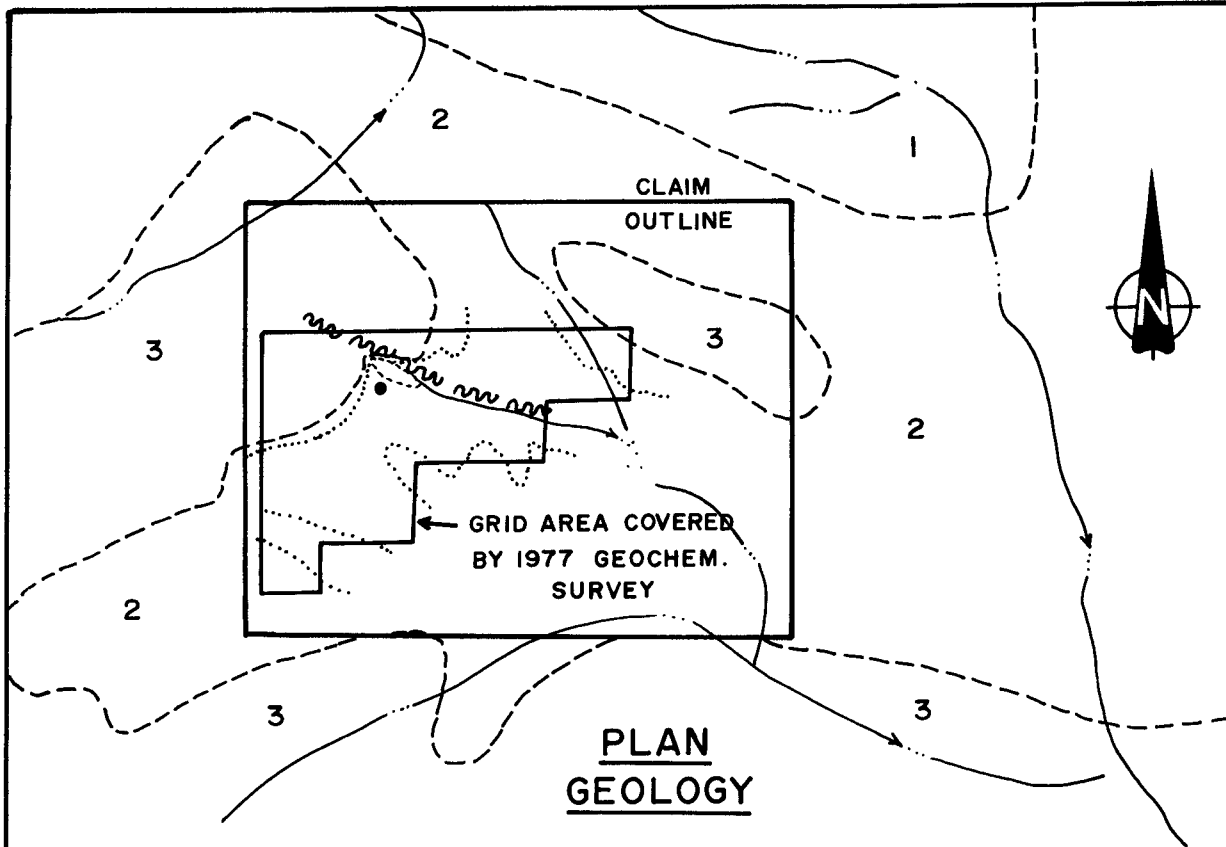 2
1
CLAIM
OUTLINE
N
3
3
2
GRID AREA COVERED
BY 1977 GEOCHEM.
SURVEY
2
3
3
PLAN
GEOLOGY